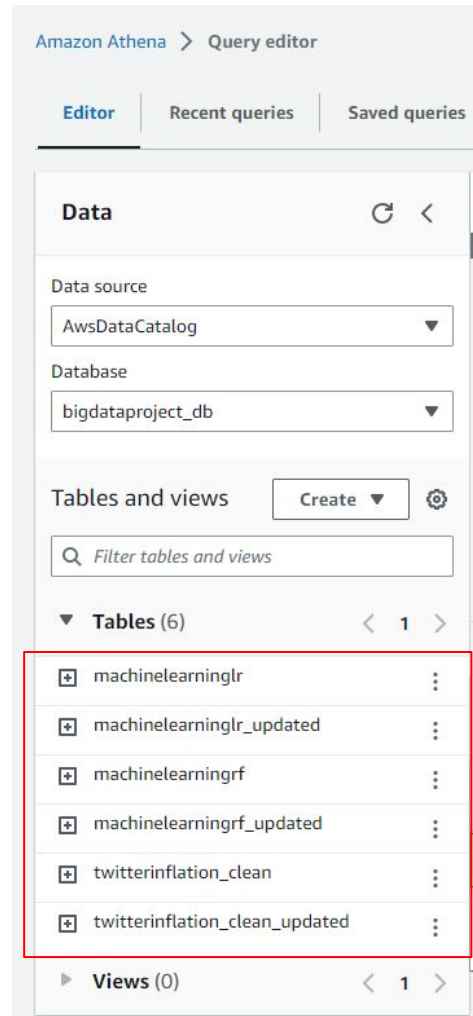 Amazon Athena > Query editor
Editor Recent queries Saved queries
Data
Data source
AwsDataCatalog
Database
bigdataproject_db
Tables and views Create
Filter tables and views
Tables (6) < 1 >
machinelearninglr
machinelearninglr_updated
machinelearningrf
machinelearningrf_updated
twitterinflation_clean
twitterinflation_clean_updated
Views (0) < 1 >